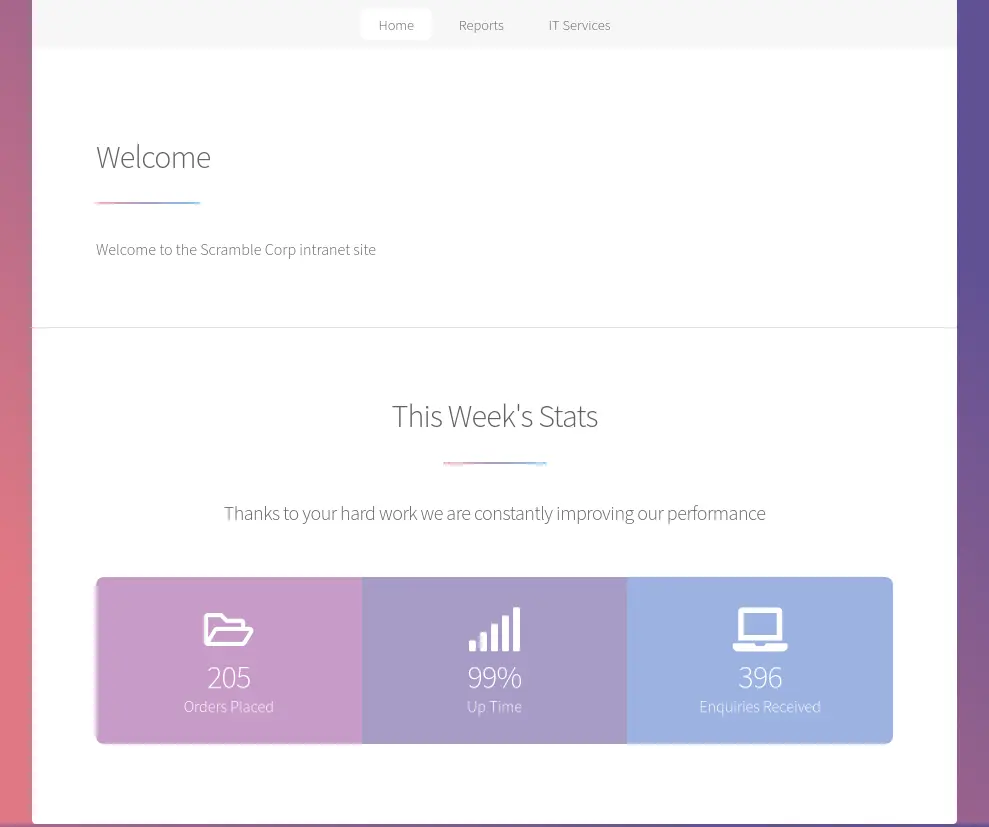 Home Reports IT Services
Welcome
Welcome to the Scramble Corp intranet site
This Week's Stats
Thanks to your hard work we are constantly improving our performance
205
Orders Placed
99%
Up Time
396
Enquiries Received